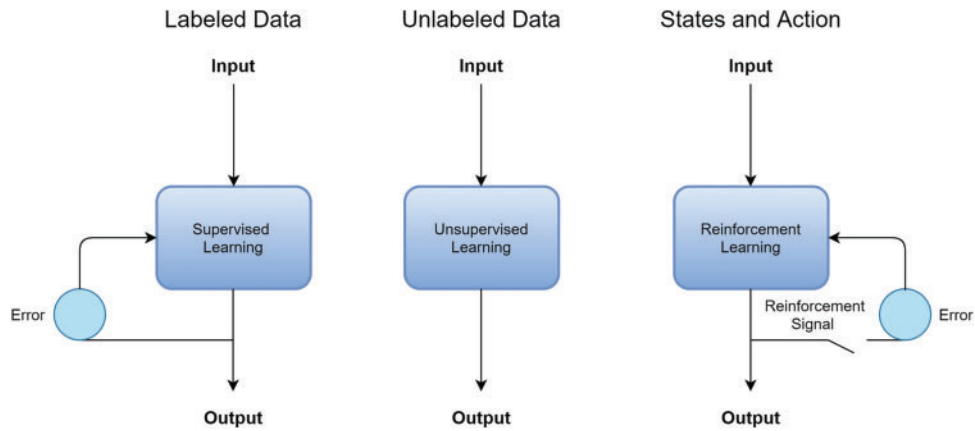 Labeled Data
Unlabeled Data
States and Action
Input
Input
Input
Supervised
Learning
Unsupervised
Learning
Reinforcement
Learning
Error
Reinforcement
Signal
Error
Output
Output
Output